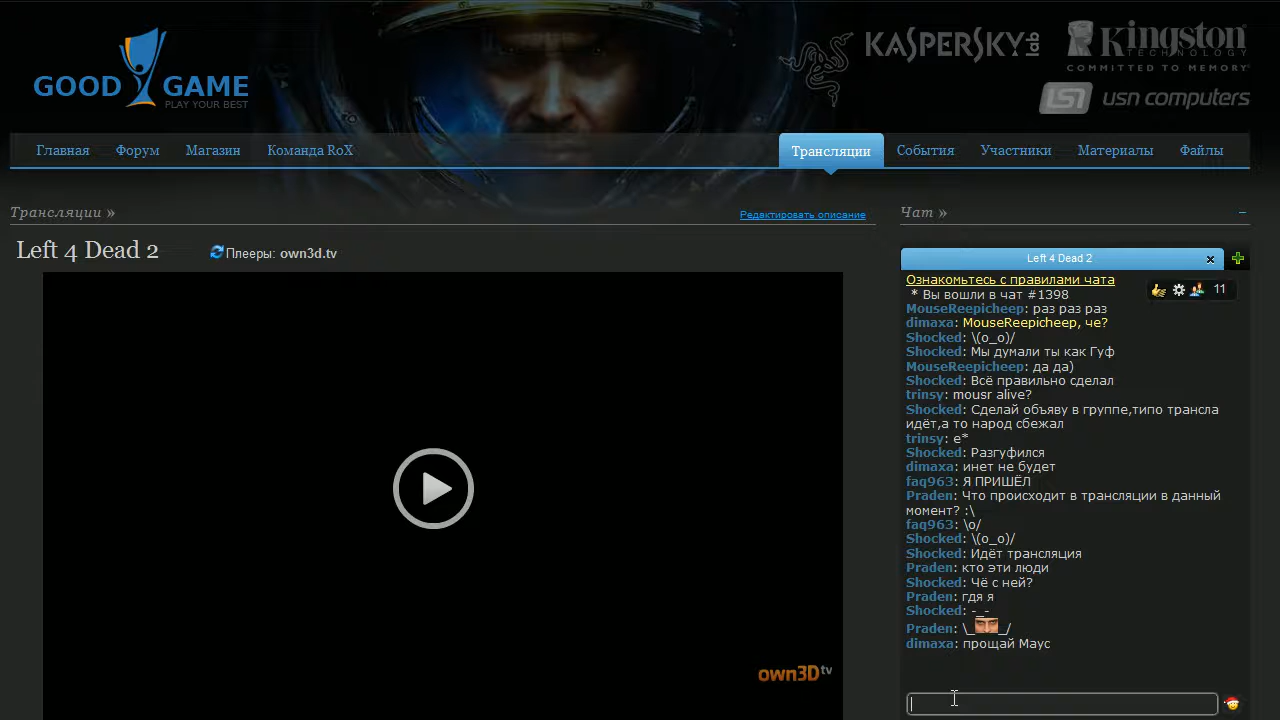 GOOD GAME
PLAY YOUR BEST
KASPERSKY lab
Kingston
TECHNOLOGY
COMMITTED TO MEMORY
usn computers
Главная Форум Магазин Команда RoX Трансляции События Участники Материалы Файлы
Трансляции »
Редактировать описание
Чат »
Left 4 Dead 2
Плееры: own3d.tv
Left 4 Dead 2
Ознакомьтесь с правилами чата
* Вы вошли в чат #1398
11
MouseReepicheep: раз раз раз
dimaxa: MouseReepicheep, че?
Shocked: \(o_o)/
Shocked: Мы думали ты как Гуф
MouseReepicheep: да да)
Shocked: Всё правильно сделал
trinsy: mousr alive?
Shocked: Сделай объяву в группе,типо трансла
идёт,а то народ сбежал
trinsy: e*
Shocked: Разгуфился
dimaxa: инет не будет
faq963: Я ПРИШЁЛ
Praden: Что происходит в трансляции в данный
момент? :\
faq963: \o/
Shocked: \(o_o)/
Shocked: Идёт трансляция
Praden: кто эти люди
Shocked: Чё с ней?
Praden: гдя я
Shocked: -_-
Praden: \_ _/
dimaxa: прощай Маус
own3D tv